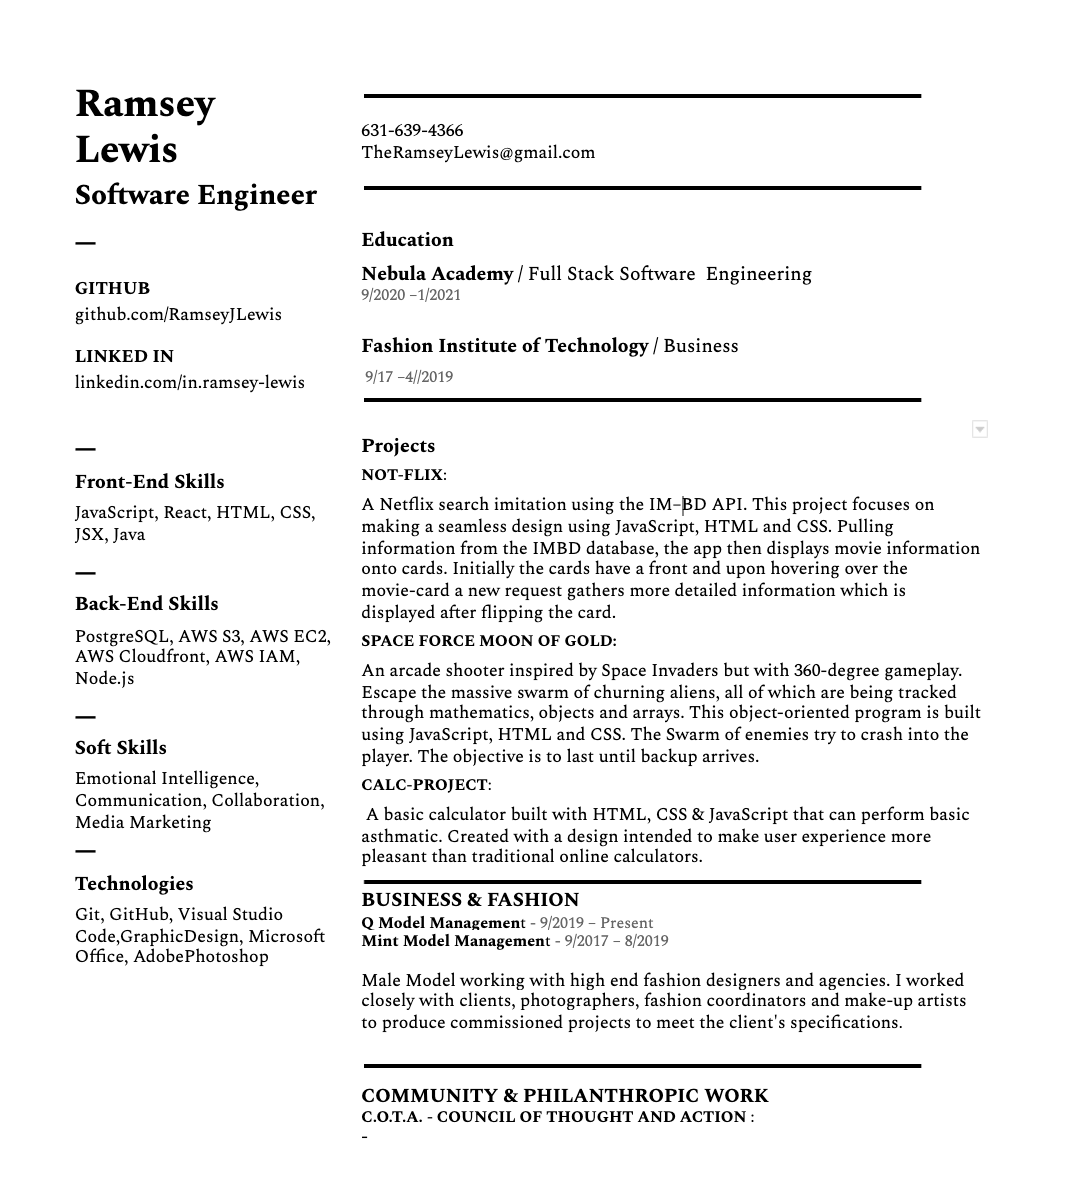 Ramsey
Lewis
Software Engineer
—
GITHUB
github.com/RamseyJLewis
LINKED IN
linkedin.com/in.ramsey-lewis
—
Front-End Skills
JavaScript, React, HTML, CSS,
JSX, Java
—
Back-End Skills
PostgreSQL, AWS S3, AWS EC2,
AWS Cloudfront, AWS IAM,
Node.js
—
Soft Skills
Emotional Intelligence,
Communication, Collaboration,
Media Marketing
—
Technologies
Git, GitHub, Visual Studio
Code,GraphicDesign, Microsoft
Office, AdobePhotoshop
631-639-4366
TheRamseyLewis@gmail.com
Education
Nebula Academy / Full Stack Software  Engineering
9/2020 –1/2021
Fashion Institute of Technology / Business
9/17 –4//2019
Projects
NOT-FLIX:
A Netflix search imitation using the IM–BD API. This project focuses on
making a seamless design using JavaScript, HTML and CSS. Pulling
information from the IMBD database, the app then displays movie information
onto cards. Initially the cards have a front and upon hovering over the
movie-card a new request gathers more detailed information which is
displayed after flipping the card.
SPACE FORCE MOON OF GOLD:
An arcade shooter inspired by Space Invaders but with 360-degree gameplay.
Escape the massive swarm of churning aliens, all of which are being tracked
through mathematics, objects and arrays. This object-oriented program is built
using JavaScript, HTML and CSS. The Swarm of enemies try to crash into the
player. The objective is to last until backup arrives.
CALC-PROJECT:
A basic calculator built with HTML, CSS & JavaScript that can perform basic
asthmatic. Created with a design intended to make user experience more
pleasant than traditional online calculators.
BUSINESS & FASHION
Q Model Management - 9/2019 – Present
Mint Model Management - 9/2017 – 8/2019
Male Model working with high end fashion designers and agencies. I worked
closely with clients, photographers, fashion coordinators and make-up artists
to produce commissioned projects to meet the client's specifications.
COMMUNITY & PHILANTHROPIC WORK
C.O.T.A. - COUNCIL OF THOUGHT AND ACTION :
-